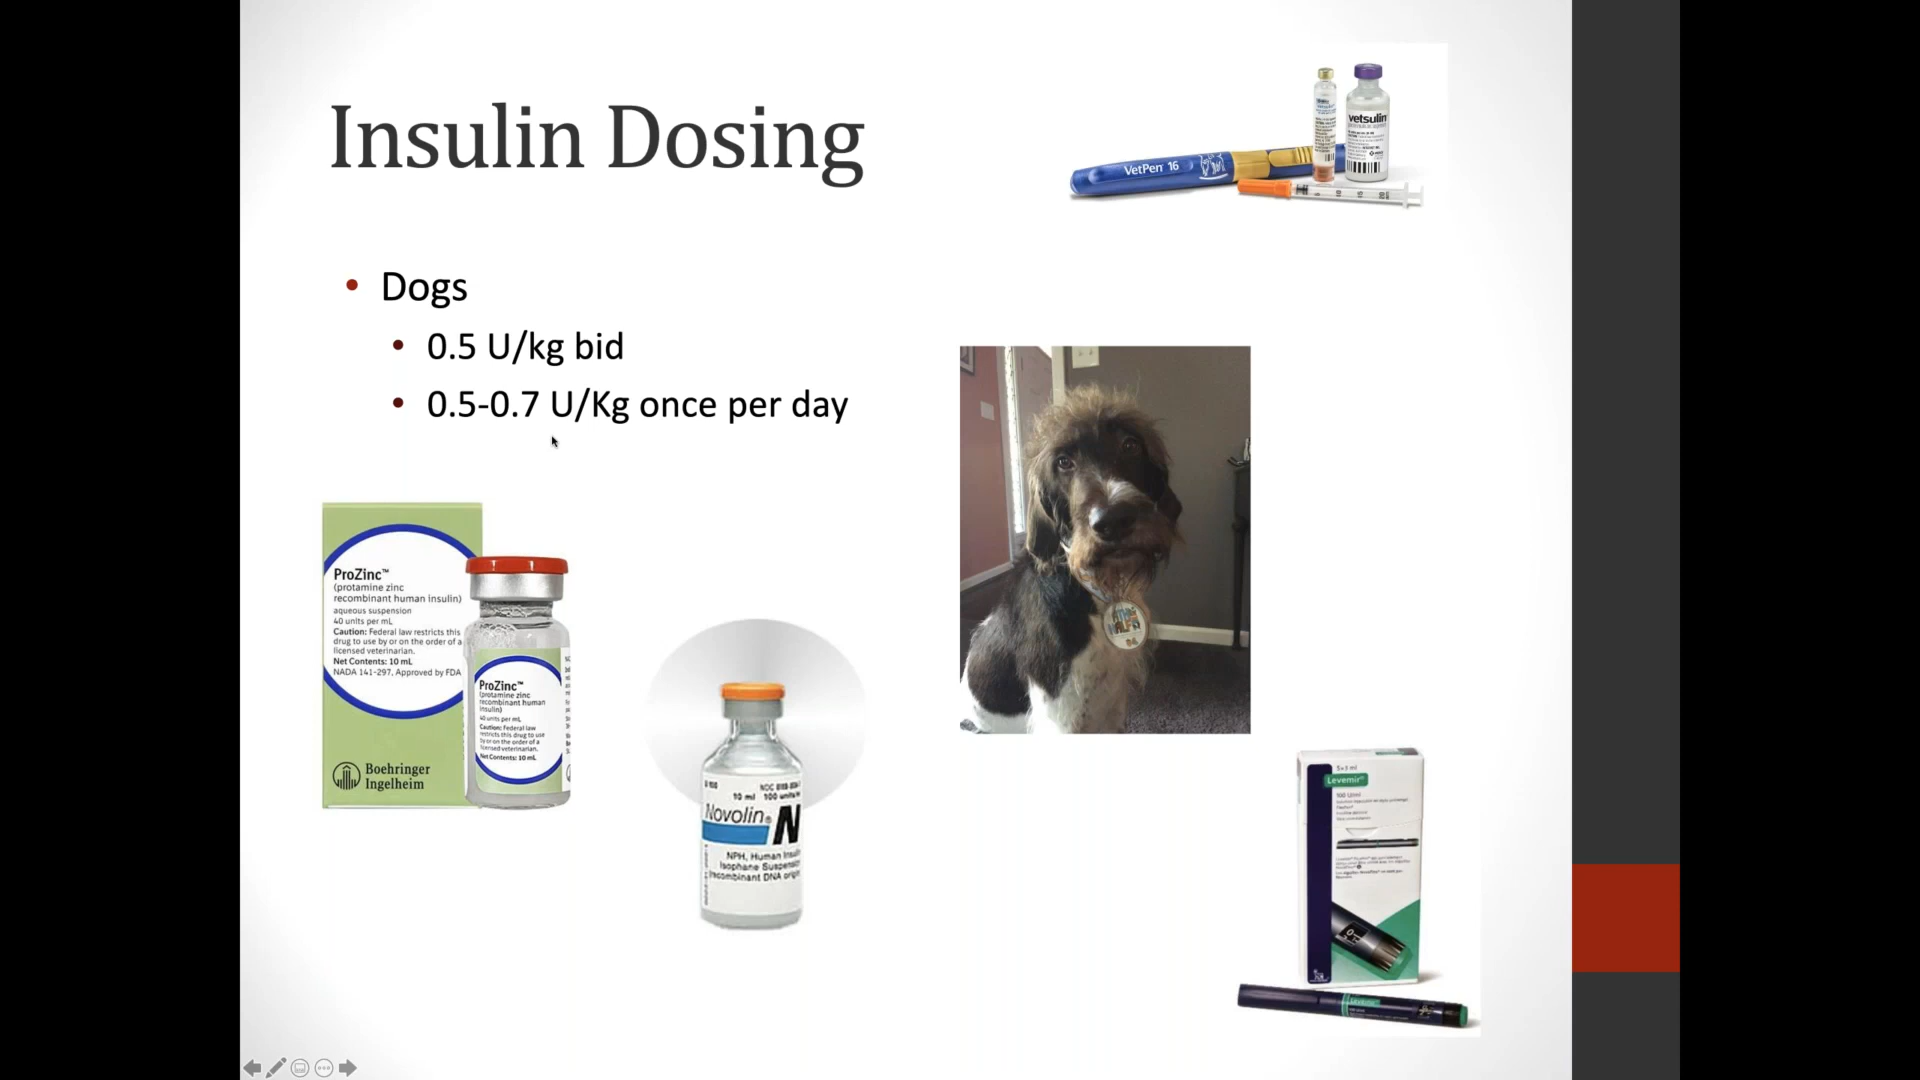 Insulin Dosing
VetPen 16
vetsulin
Dogs
0.5 U/kg bid
0.5-0.7 U/Kg once per day
ProZinc™
(protamine zinc
recombinant human insulin)
aqueous suspension
40 units per mL
Caution: Federal law restricts this
drug to use by or on the order of a
licensed veterinarian.
Net Contents: 10 mL
NADA 141-297, Approved by FDA
Boehringer
Ingelheim
ProZinc™
(protamine zinc
recombinant human
insulin)
40 units per mL
Caution: Federal law
restricts this drug to use
by or on the order of a
licensed veterinarian.
Net Contents: 10 mL
10 ml 100 units/
Novolin® N
NPH, Human Insulin
Isophane Suspension
recombinant DNA origin
5x3 ml
Levemir®
100 U/ml
Levemir